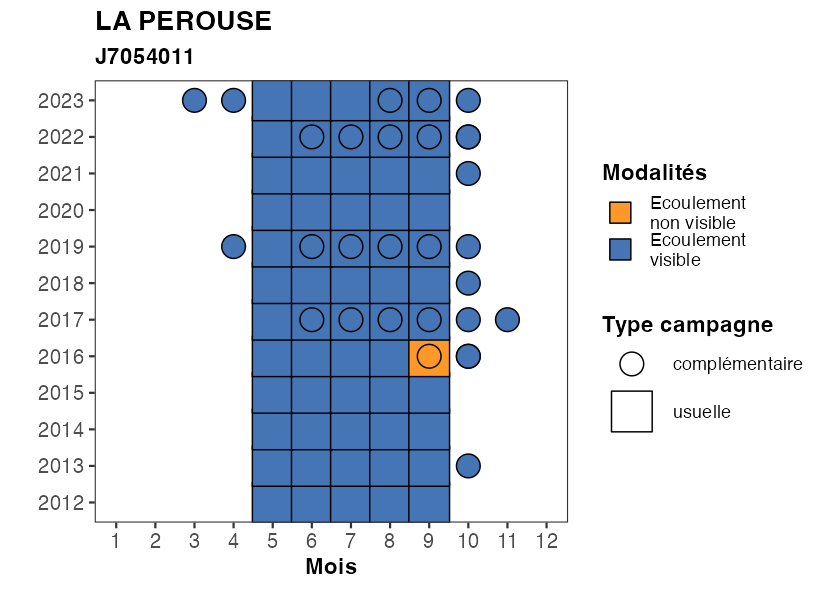 LA PEROUSE
J7054011
2023
2022
2021
2020
2019
2018
2017
2016
2015
2014
2013
2012
1 2 3 4 5 6 7 8 9 10 11 12
Mois
Modalités
Ecoulement
non visible
Ecoulement
visible
Type campagne
complémentaire
usuelle